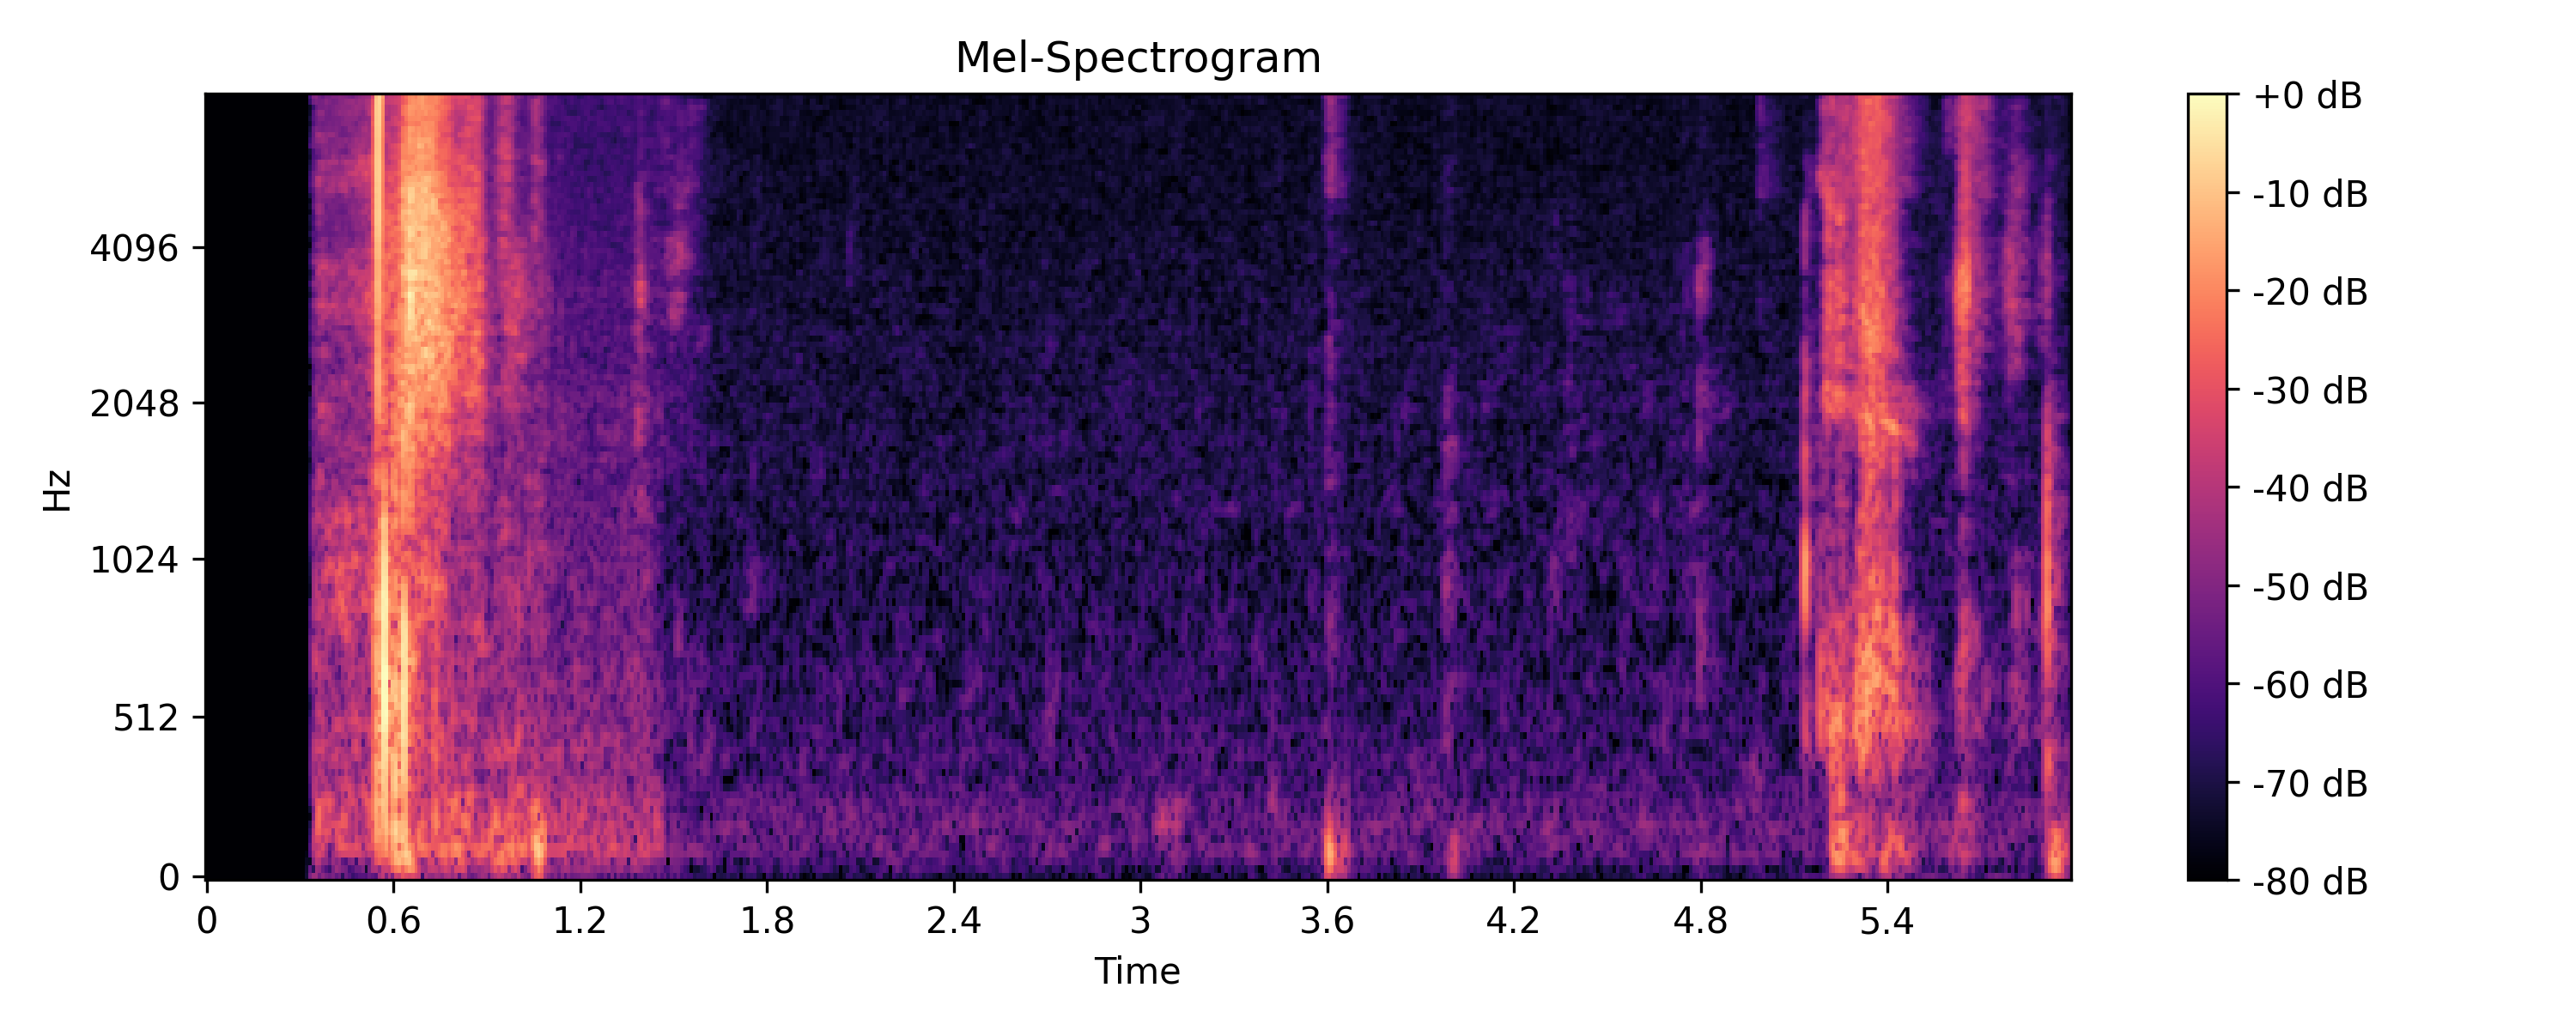 Mel-Spectrogram
+0 dB
-10 dB
-20 dB
-30 dB
-40 dB
-50 dB
-60 dB
-70 dB
-80 dB
4096
2048
1024
512
0
Hz
0 0.6 1.2 1.8 2.4 3 3.6 4.2 4.8 5.4
Time